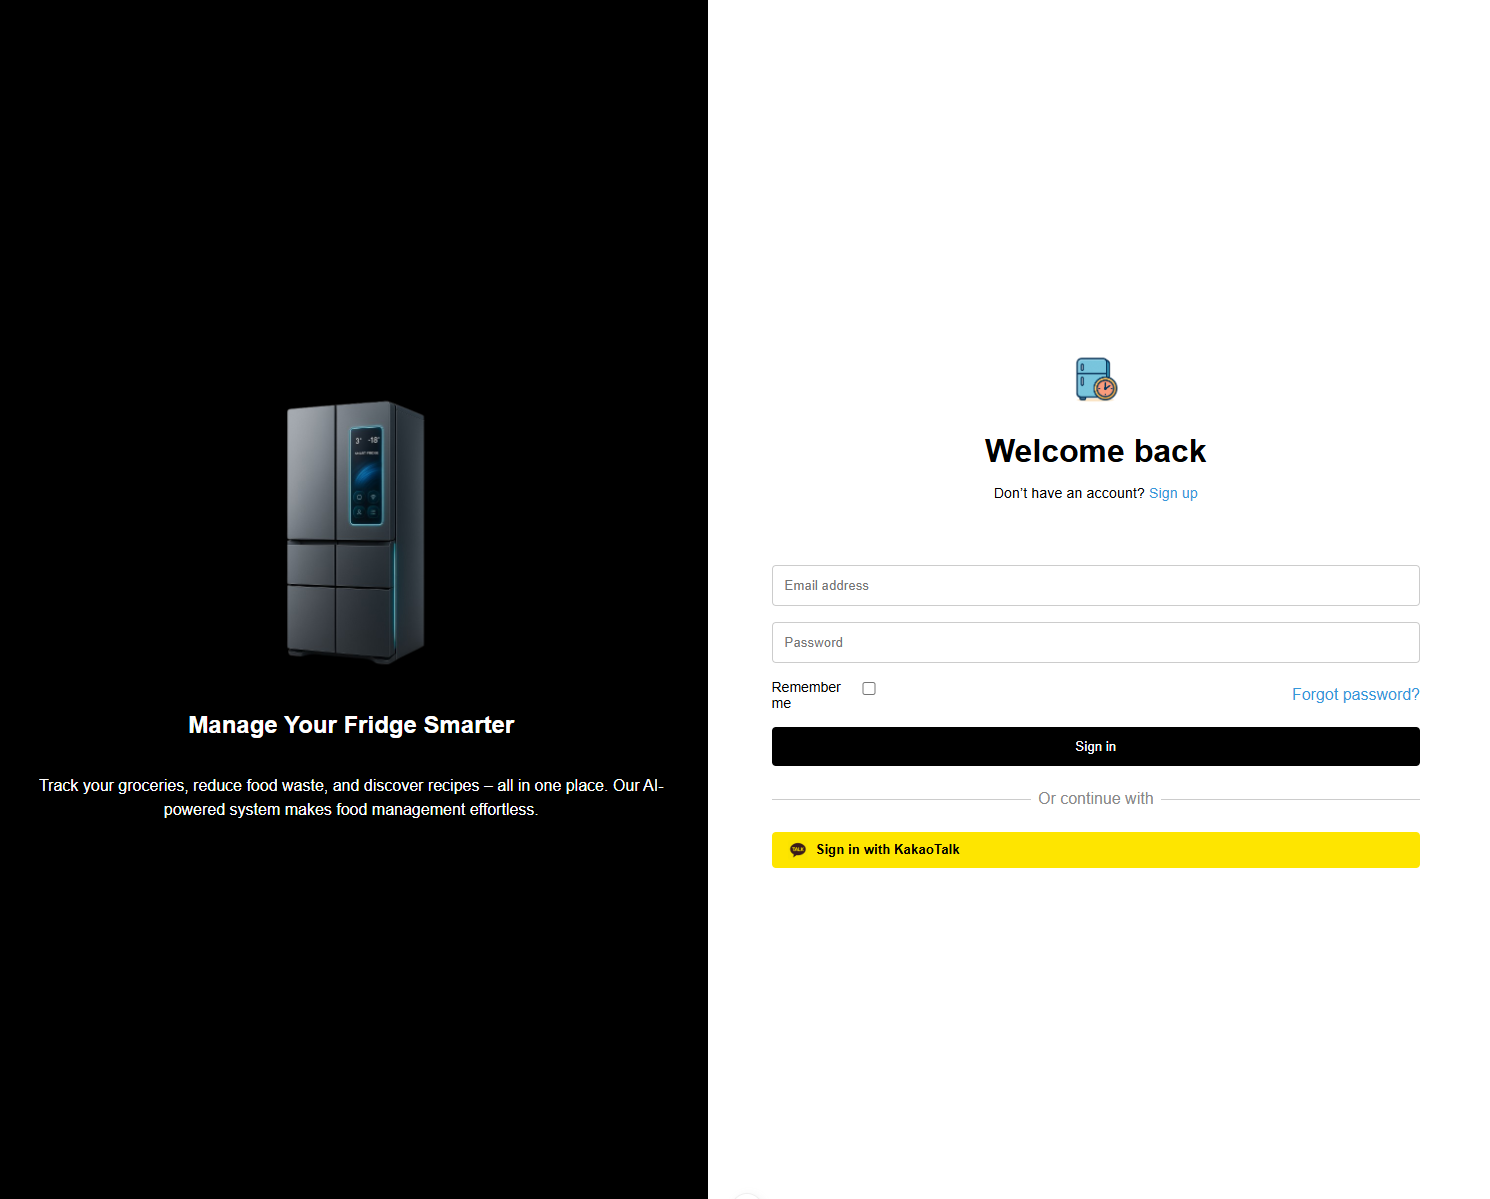 3° -18°
SMART FRIDGE
Manage Your Fridge Smarter
Track your groceries, reduce food waste, and discover recipes – all in one place. Our AI-
powered system makes food management effortless.
Welcome back
Don’t have an account? Sign up
Email address
Password
Remember
me
Forgot password?
Sign in
Or continue with
TALK
Sign in with KakaoTalk